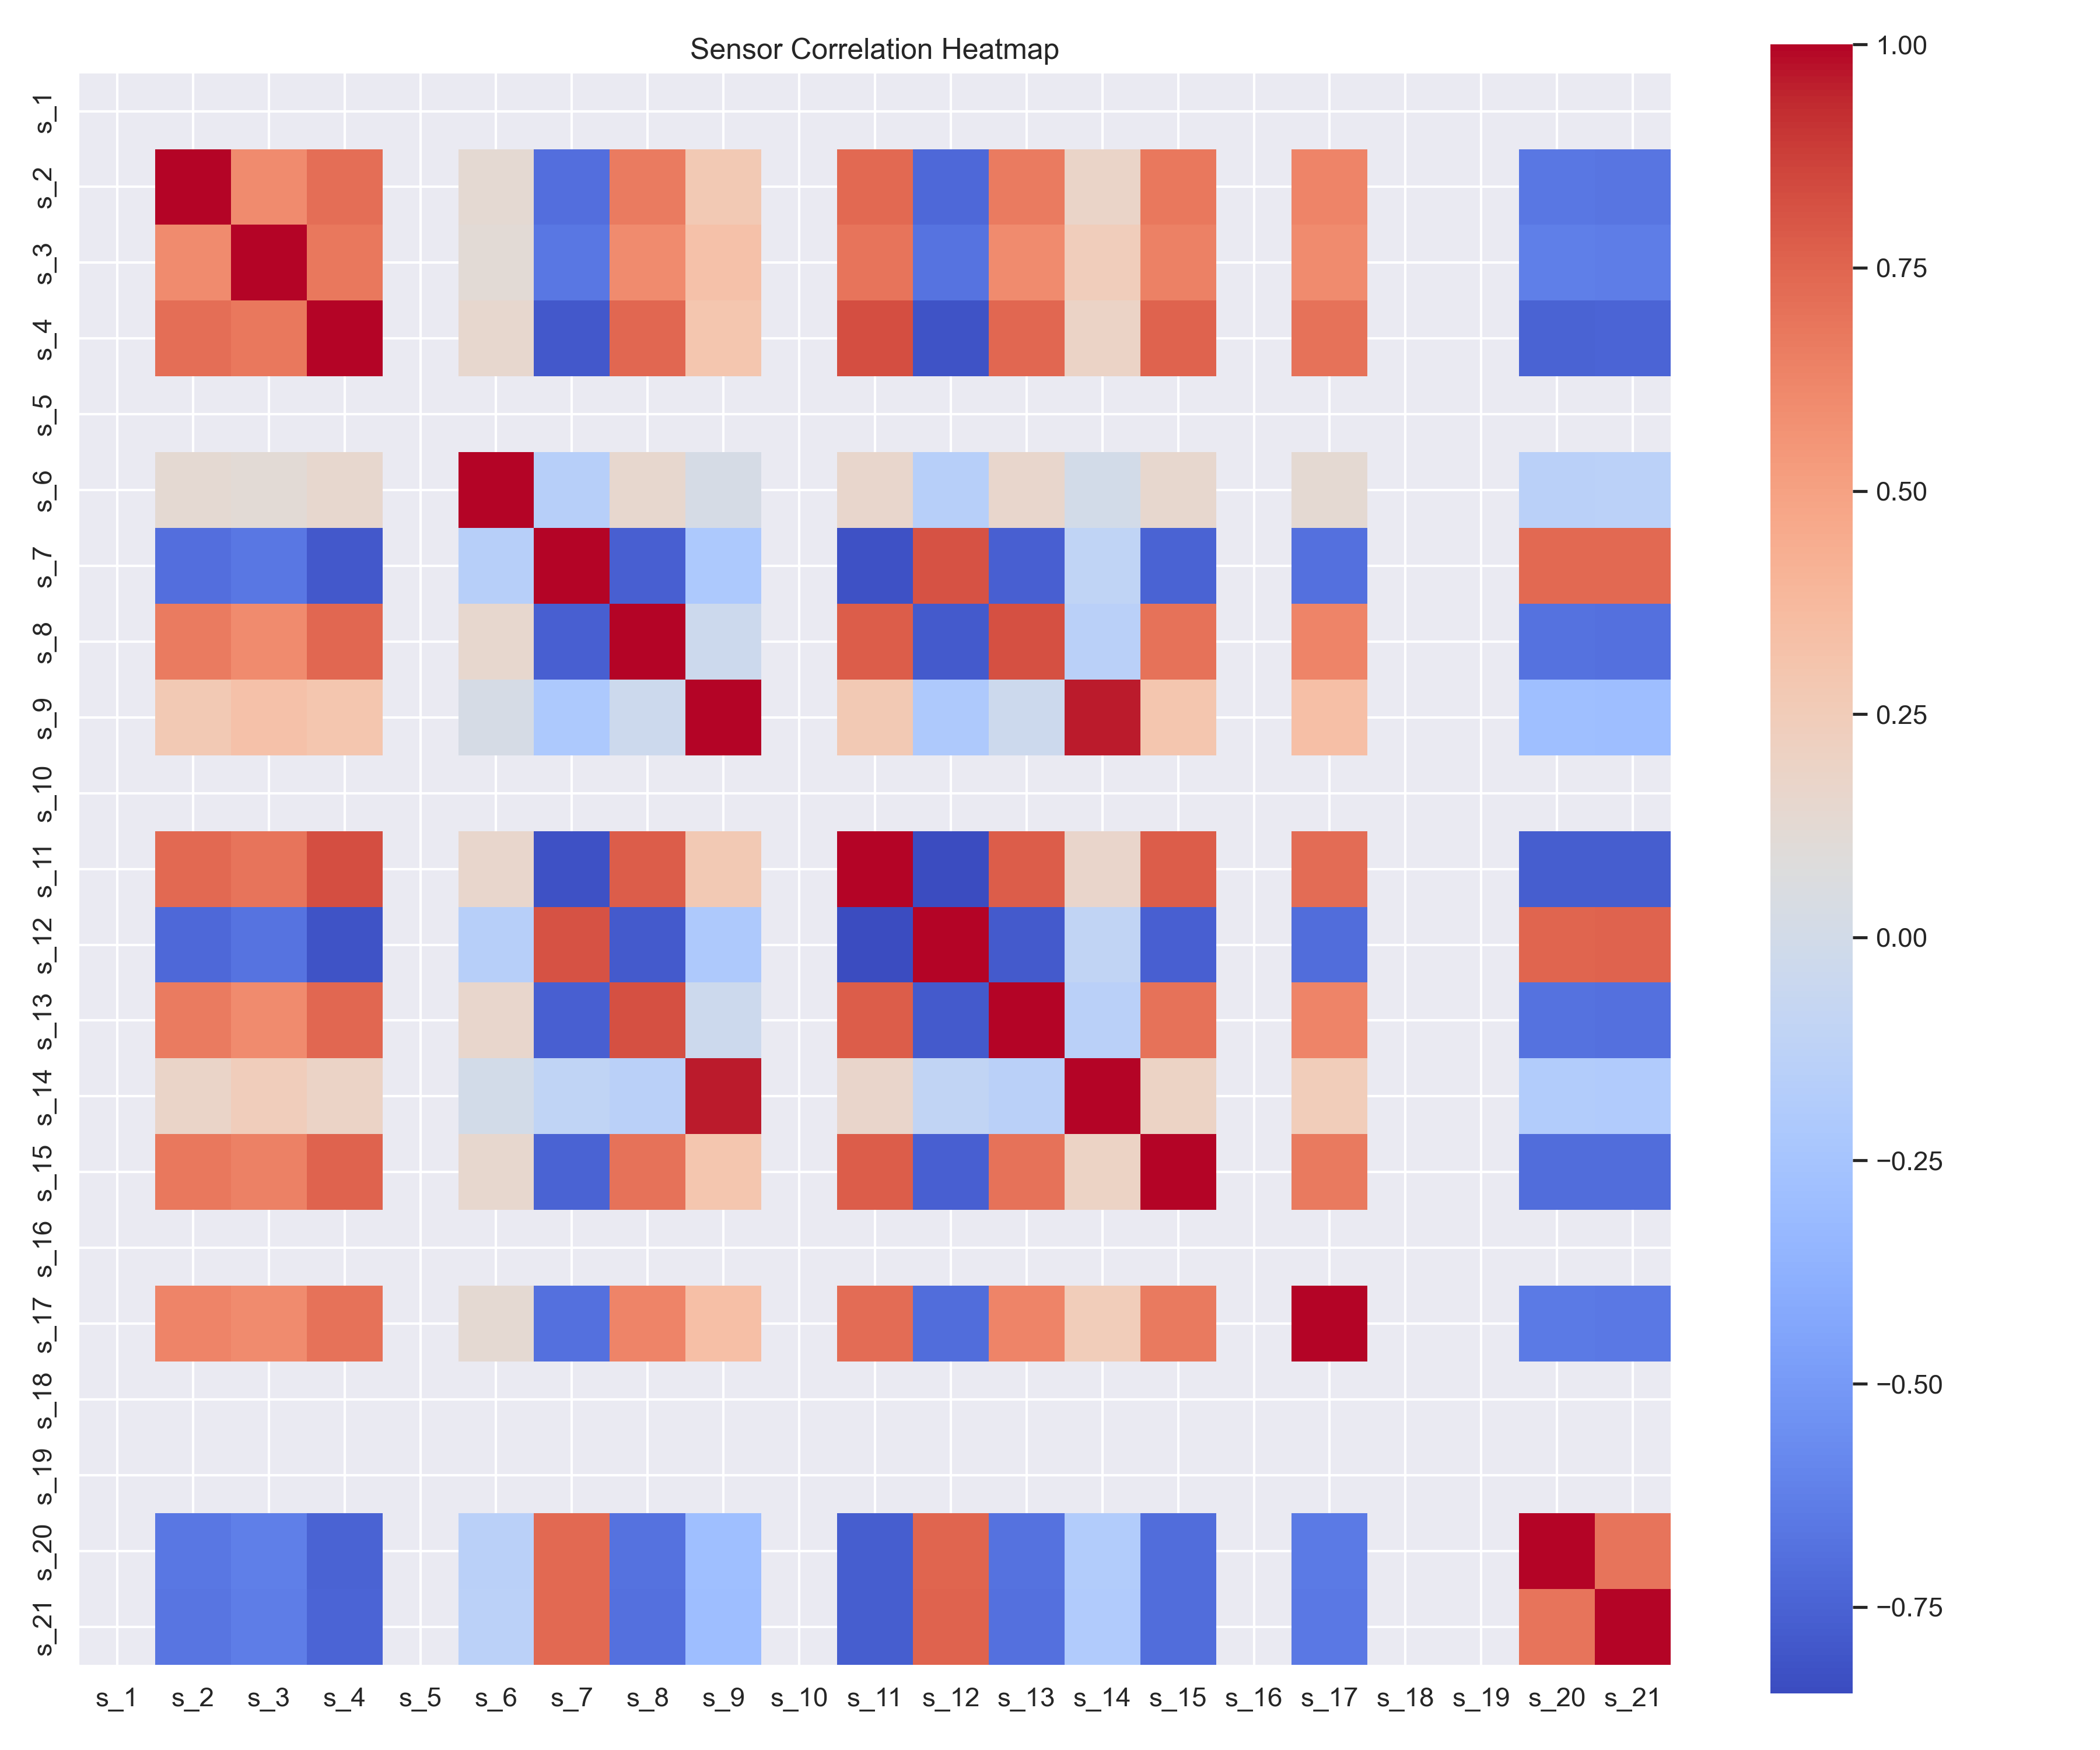 Sensor Correlation Heatmap
s_1
s_2
s_3
s_4
s_5
s_6
s_7
s_8
s_9
s_10
s_11
s_12
s_13
s_14
s_15
s_16
s_17
s_18
s_19
s_20
s_21
s_1 s_2 s_3 s_4 s_5 s_6 s_7 s_8 s_9 s_10 s_11 s_12 s_13 s_14 s_15 s_16 s_17 s_18 s_19 s_20 s_21
1.00
0.75
0.50
0.25
0.00
−0.25
−0.50
−0.75